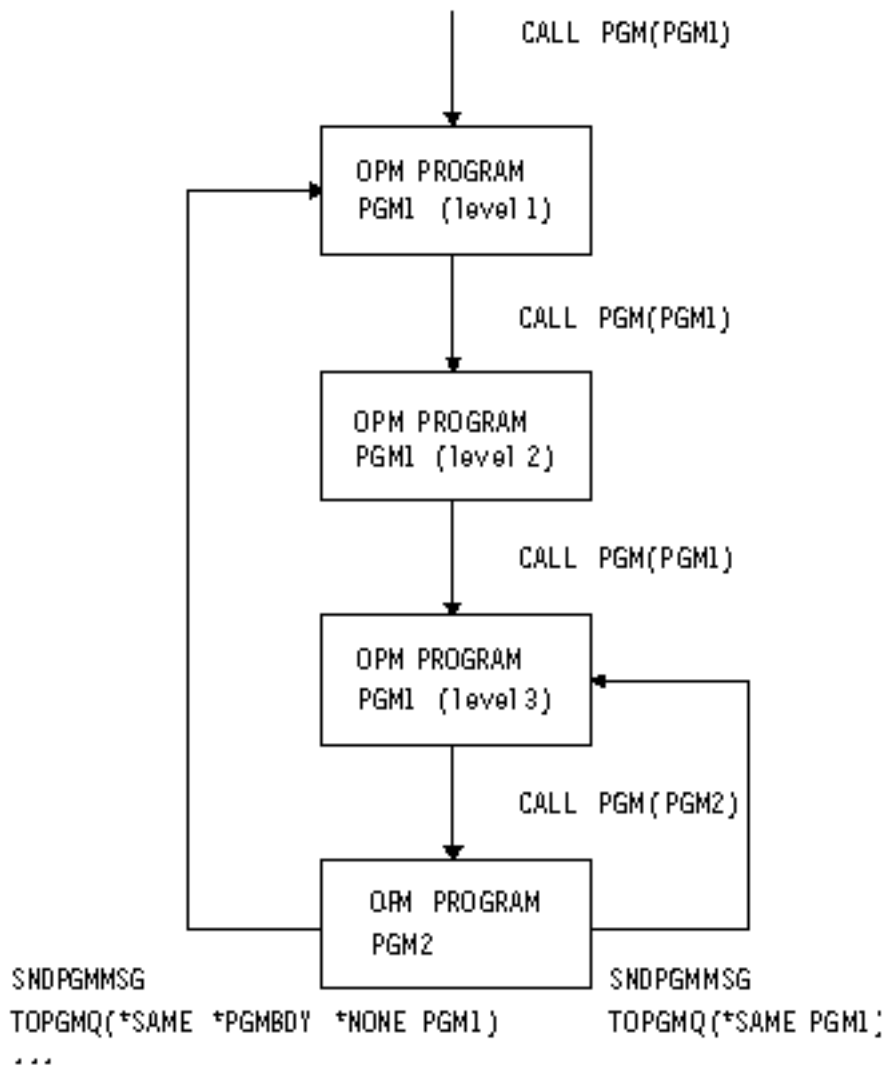 CALL PGM(PGM1)
OPM PROGRAM
PGM1 (level 1)
CALL PGM(PGM1)
OPM PROGRAM
PGM1 (level 2)
CALL PGM(PGM1)
OPM PROGRAM
PGM1 (level 3)
CALL PGM(PGM2)
OPM PROGRAM
PGM2
SNDPGMMSG
TOPGMQ(*SAME *PGMBDY *NONE PGM1)
...
SNDPGMMSG
TOPGMQ(*SAME PGM1)